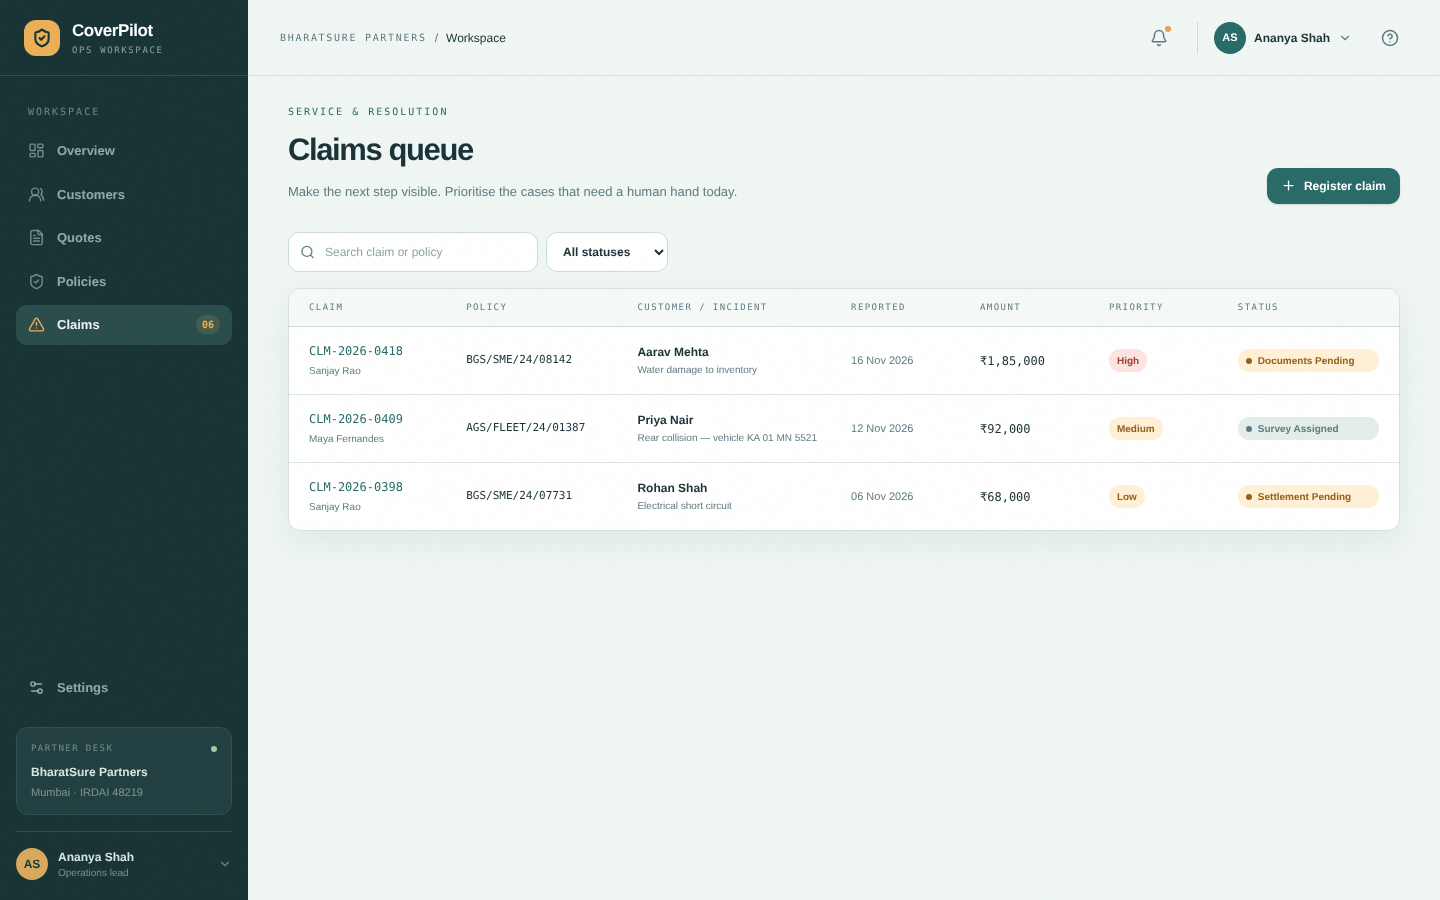 CoverPilot
OPS WORKSPACE
WORKSPACE
Overview
Customers
Quotes
Policies
Claims 06
Settings
PARTNER DESK
BharatSure Partners
Mumbai · IRDAI 48219
AS Ananya Shah
Operations lead
BHARATSURE PARTNERS / Workspace
AS Ananya Shah
SERVICE & RESOLUTION
Claims queue
Make the next step visible. Prioritise the cases that need a human hand today.
Register claim
Search claim or policy
All statuses
CLAIM POLICY CUSTOMER / INCIDENT REPORTED AMOUNT PRIORITY STATUS
CLM-2026-0418 BGS/SME/24/08142 Aarav Mehta 16 Nov 2026 ₹1,85,000 High Documents Pending
Sanjay Rao Water damage to inventory
CLM-2026-0409 AGS/FLEET/24/01387 Priya Nair 12 Nov 2026 ₹92,000 Medium Survey Assigned
Maya Fernandes Rear collision — vehicle KA 01 MN 5521
CLM-2026-0398 BGS/SME/24/07731 Rohan Shah 06 Nov 2026 ₹68,000 Low Settlement Pending
Sanjay Rao Electrical short circuit